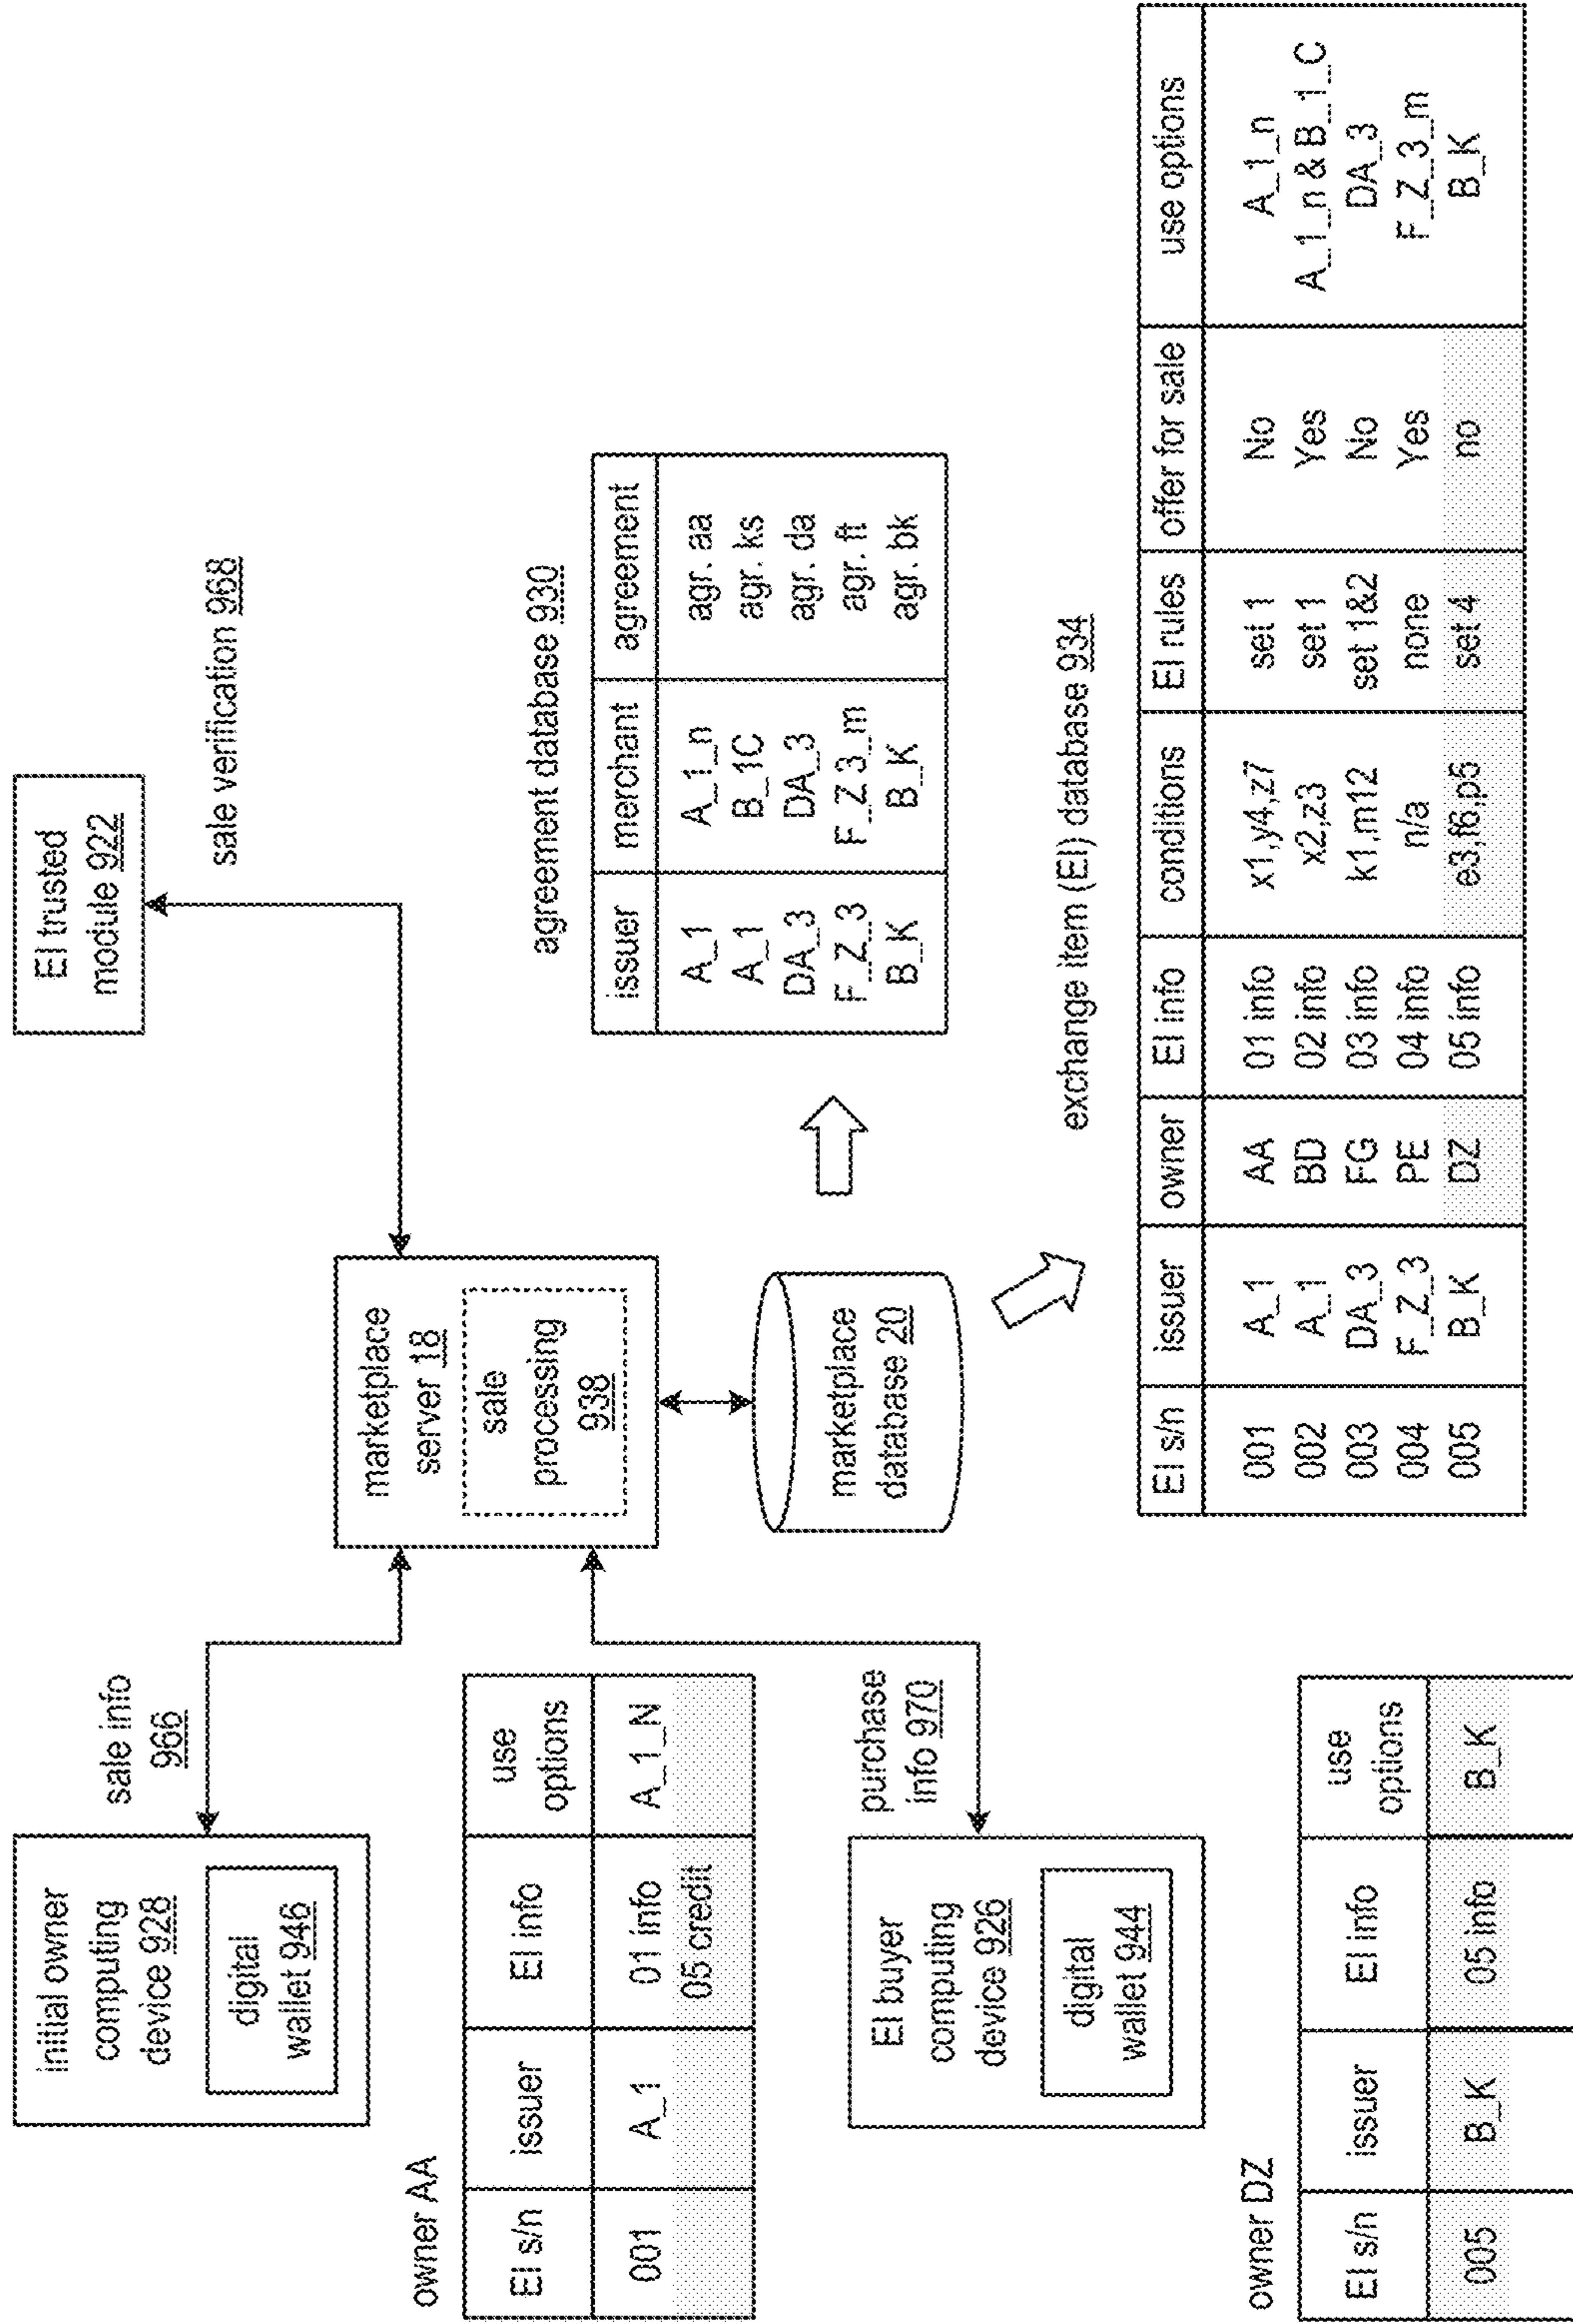 initial owner
computing
device 928
digital
wallet 946
sale info
966
marketplace
server 18
sale
processing
938
EI trusted
module 922
sale verification 968
owner AA
EI s/n issuer EI info use
options
001 A_1 01 info A_1_N
05 credit
EI buyer
computing
device 926
digital
wallet 944
purchase
info 970
marketplace
database 20
agreement database 930
issuer merchant agreement
A_1 A_1_n agr. aa
A_1 B_1C agr. ks
DA_3 DA_3 agr. da
F_Z_3 F_Z 3_m agr. ft
B_K B_K agr. bk
owner DZ
EI s/n issuer EI info use
options
005 B_K 05 info B_K
exchange item (EI) database 934
EI s/n issuer owner EI info conditions EI rules offer for sale use options
001 A_1 AA 01 info x1,y4,z7 set 1 No A_1_n
002 A_1 BD 02 info x2,z3 set 1 Yes A_1_n & B_1_C
003 DA_3 FG 03 info k1,m12 set 1&2 No DA_3
004 F_Z_3 PE 04 info n/a none Yes F_Z_3_m
005 B_K DZ 05 info e3,f6,p5 set 4 no B_K